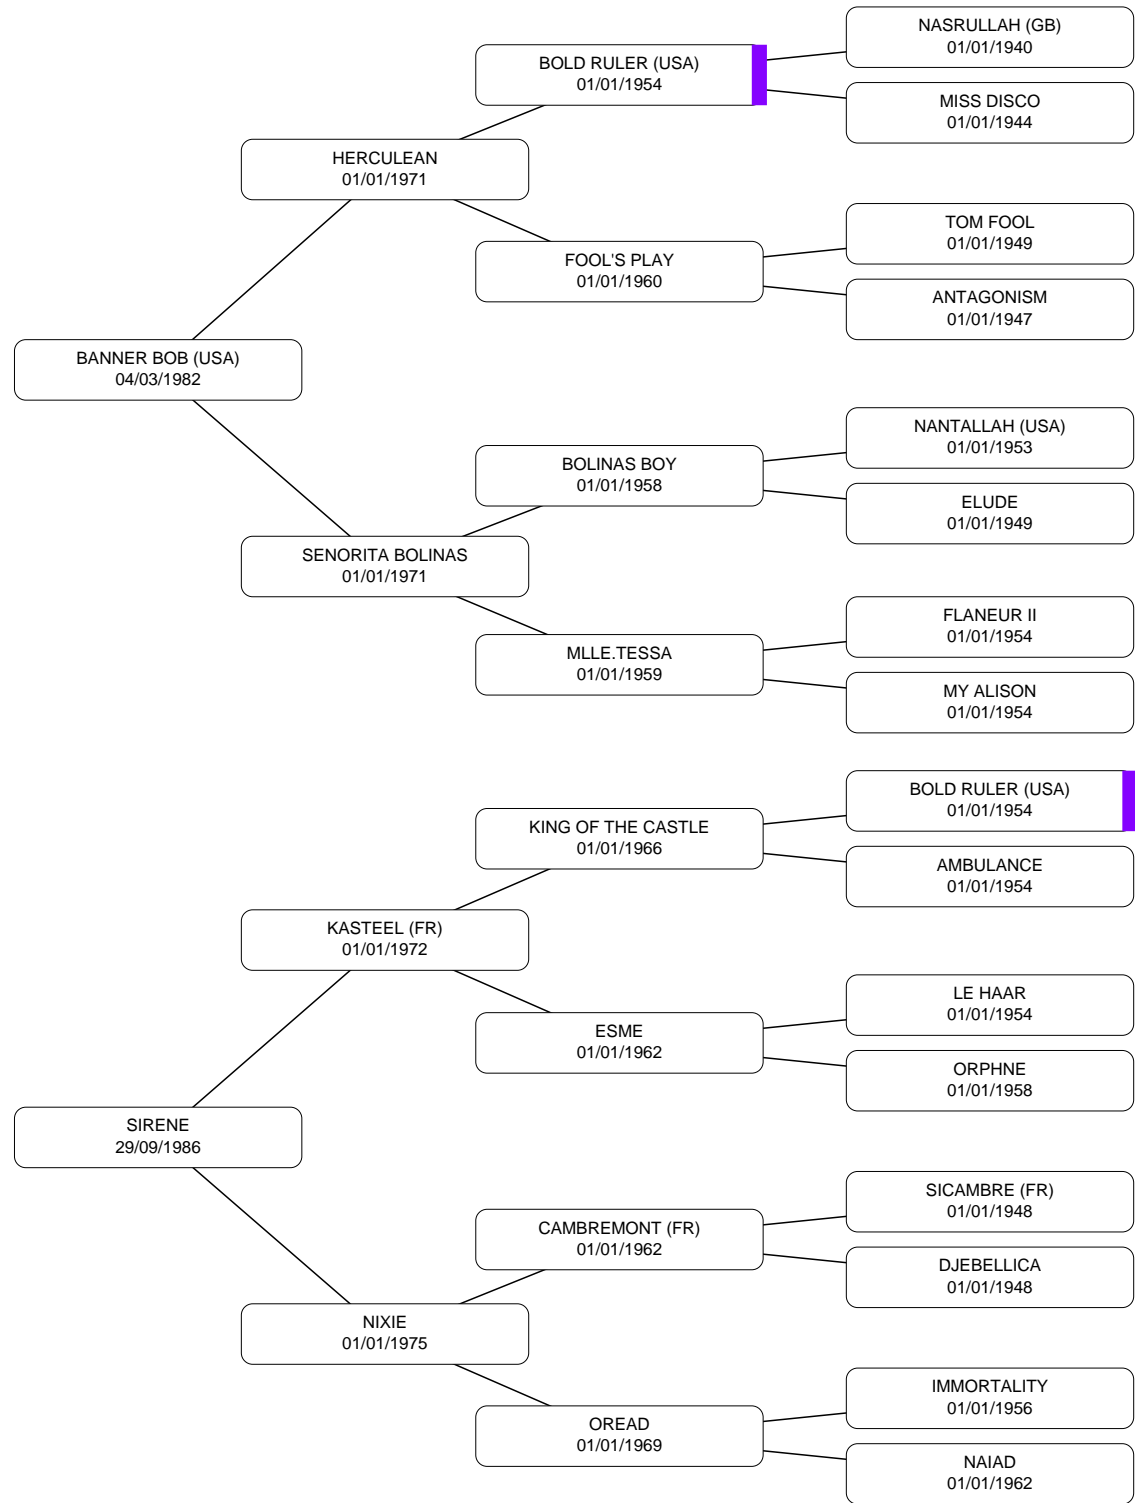 NASRULLAH (GB)
01/01/1940
BOLD RULER (USA)
01/01/1954
MISS DISCO
01/01/1944
HERCULEAN
01/01/1971
TOM FOOL
01/01/1949
FOOL'S PLAY
01/01/1960
ANTAGONISM
01/01/1947
BANNER BOB (USA)
04/03/1982
NANTALLAH (USA)
01/01/1953
BOLINAS BOY
01/01/1958
ELUDE
01/01/1949
SENORITA BOLINAS
01/01/1971
FLANEUR II
01/01/1954
MLLE.TESSA
01/01/1959
MY ALISON
01/01/1954
BOLD RULER (USA)
01/01/1954
KING OF THE CASTLE
01/01/1966
AMBULANCE
01/01/1954
KASTEEL (FR)
01/01/1972
LE HAAR
01/01/1954
ESME
01/01/1962
ORPHNE
01/01/1958
SIRENE
29/09/1986
SICAMBRE (FR)
01/01/1948
CAMBREMONT (FR)
01/01/1962
DJEBELLICA
01/01/1948
NIXIE
01/01/1975
IMMORTALITY
01/01/1956
OREAD
01/01/1969
NAIAD
01/01/1962